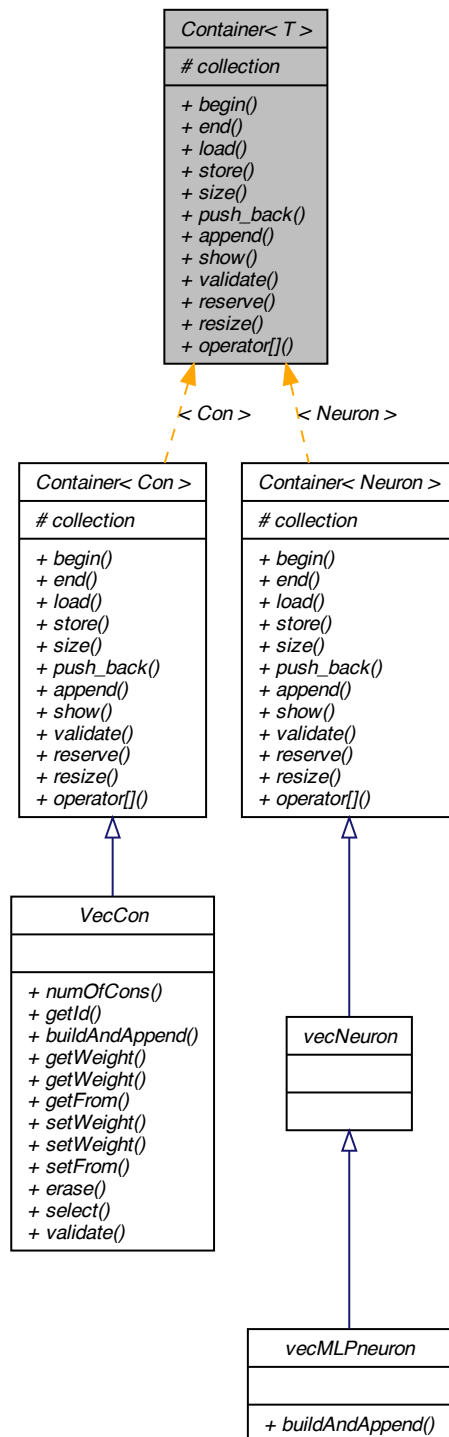 Container< T >
# collection
+ begin()
+ end()
+ load()
+ store()
+ size()
+ push_back()
+ append()
+ show()
+ validate()
+ reserve()
+ resize()
+ operator[]()
< Con >
< Neuron >
Container< Con >
# collection
+ begin()
+ end()
+ load()
+ store()
+ size()
+ push_back()
+ append()
+ show()
+ validate()
+ reserve()
+ resize()
+ operator[]()
Container< Neuron >
# collection
+ begin()
+ end()
+ load()
+ store()
+ size()
+ push_back()
+ append()
+ show()
+ validate()
+ reserve()
+ resize()
+ operator[]()
VecCon
+ numOfCons()
+ getId()
+ buildAndAppend()
+ getWeight()
+ getWeight()
+ getFrom()
+ setWeight()
+ setWeight()
+ setFrom()
+ erase()
+ select()
+ validate()
vecNeuron
vecMLPneuron
+ buildAndAppend()